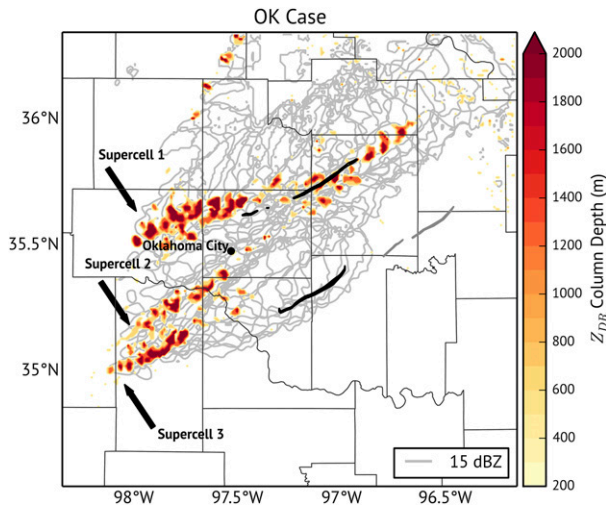 OK Case
36°N
35.5°N
35°N
98°W
97.5°W
97°W
96.5°W
Supercell 1
Oklahoma City
Supercell 2
Supercell 3
15 dBZ
2000
1800
1600
1400
1200
1000
800
600
400
200
Z_DR Column Depth (m)